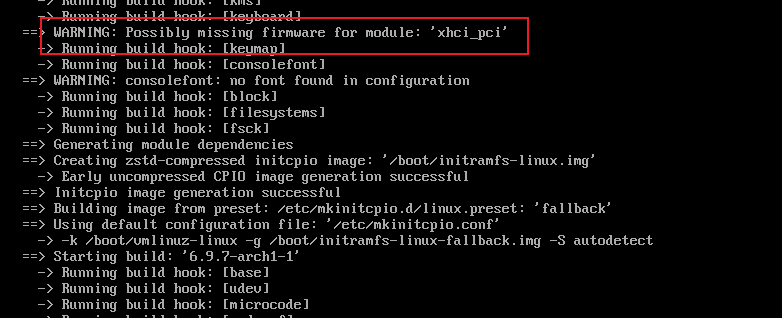 -> Running build hook: [kms]
-> Running build hook: [keyboard]
==> WARNING: Possibly missing firmware for module: 'xhci_pci'
-> Running build hook: [keymap]
-> Running build hook: [consolefont]
==> WARNING: consolefont: no font found in configuration
-> Running build hook: [block]
-> Running build hook: [filesystems]
-> Running build hook: [fsck]
==> Generating module dependencies
==> Creating zstd-compressed initcpio image: '/boot/initramfs-linux.img'
-> Early uncompressed CPIO image generation successful
==> Initcpio image generation successful
==> Building image from preset: /etc/mkinitcpio.d/linux.preset: 'fallback'
==> Using default configuration file: '/etc/mkinitcpio.conf'
-> -k /boot/vmlinuz-linux -g /boot/initramfs-linux-fallback.img -S autodetect
==> Starting build: '6.9.7-arch1-1'
-> Running build hook: [base]
-> Running build hook: [udev]
-> Running build hook: [microcode]
-> Running build hook: